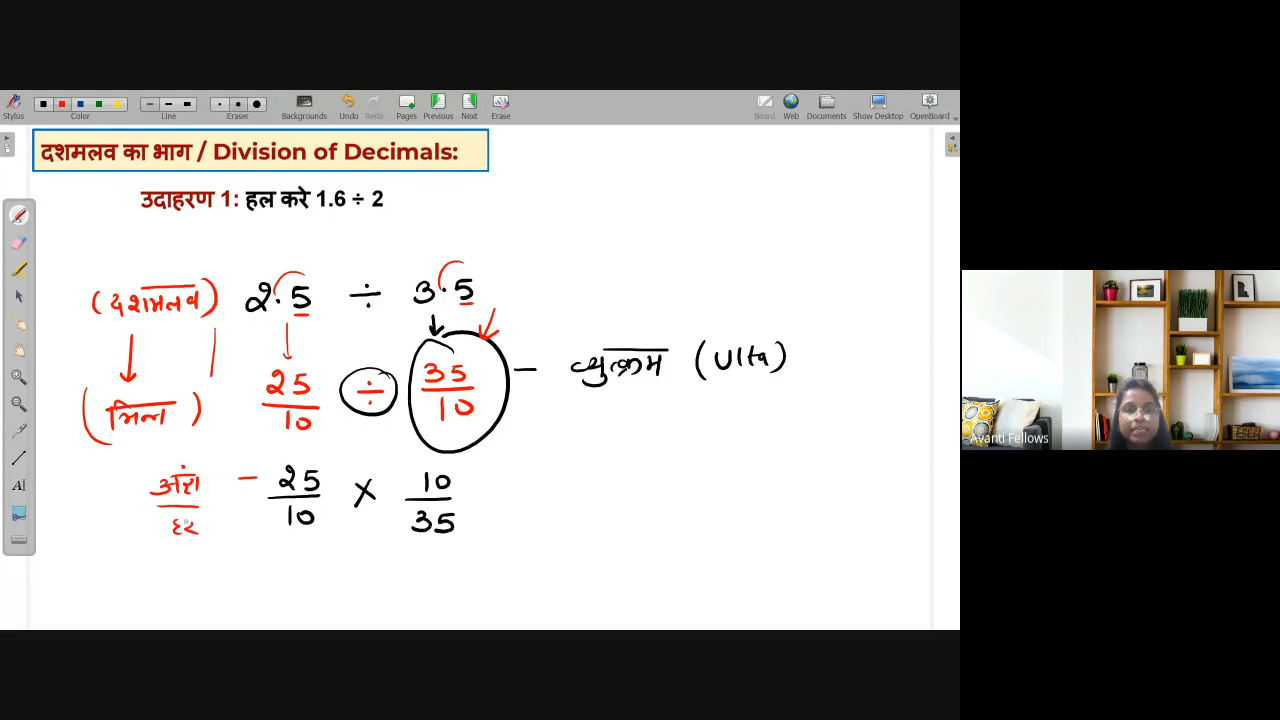 Stylus Color Line Eraser Backgrounds Undo Redo Pages Previous Next Erase Board Web Documents Show Desktop OpenBoard
दशमलव का भाग / Division of Decimals:
उदाहरण 1: हल करे 1.6 ÷ 2
(दशमलव) 2.5 ÷ 3.5
(भिन्न) 25/10 ÷ 35/10 – व्युत्क्रम (Ulta)
अंश/हर – 25/10 × 10/35
Avanti Fellows